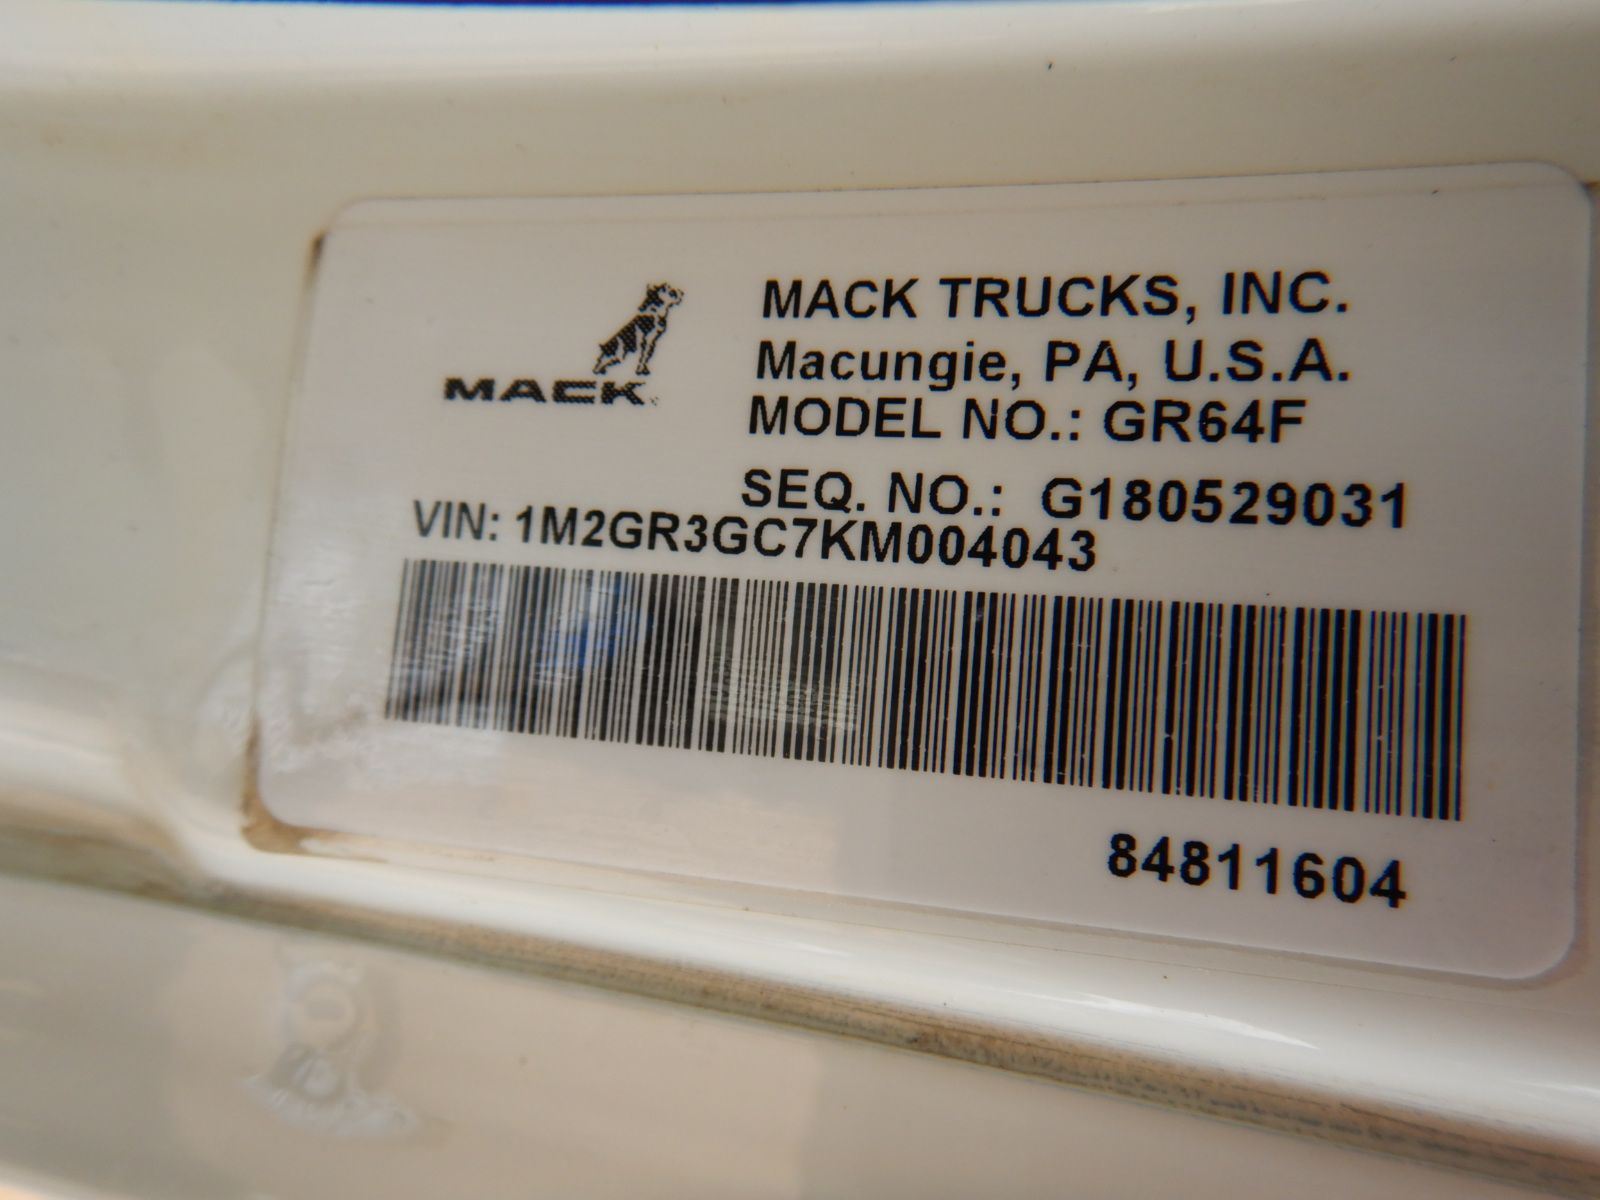 MACK
MACK TRUCKS, INC.
Macungie, PA, U.S.A.
MODEL NO.: GR64F
SEQ. NO.: G180529031
VIN: 1M2GR3GC7KM004043
84811604